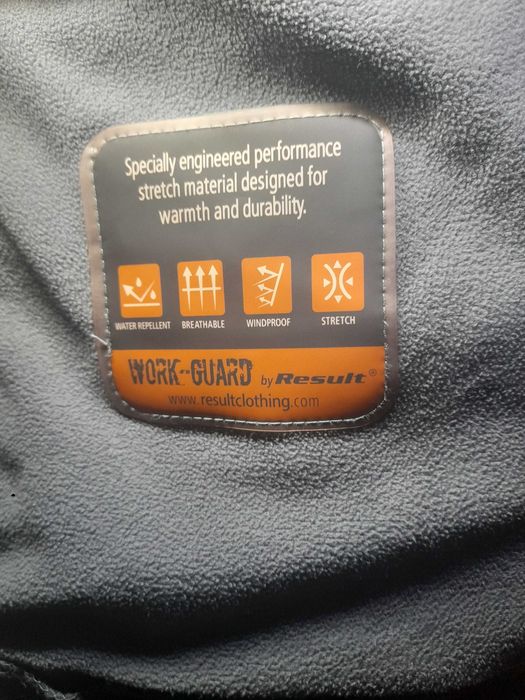 Specially engineered performance
stretch material designed for
warmth and durability.
WATER REPELLENT BREATHABLE WINDPROOF STRETCH
WORK-GUARD by Result®
www.resultclothing.com